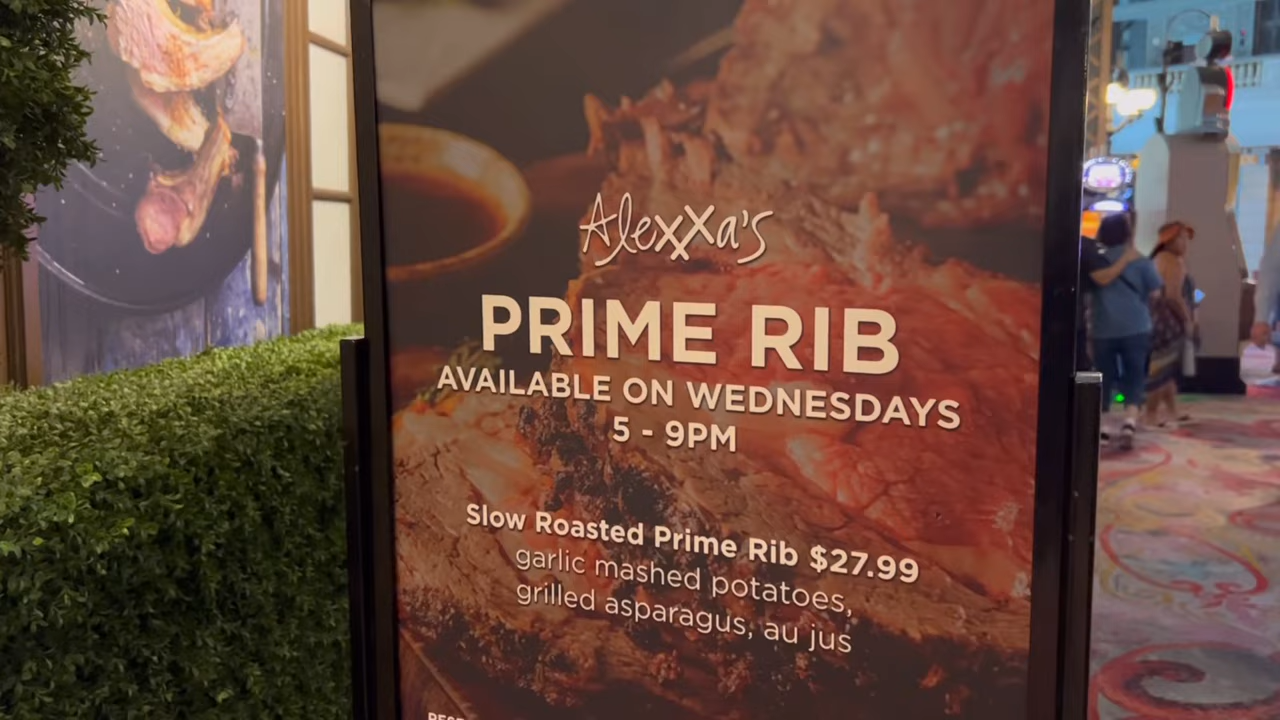 Alexxa's
PRIME RIB
AVAILABLE ON WEDNESDAYS
5 - 9PM
Slow Roasted Prime Rib $27.99
garlic mashed potatoes,
grilled asparagus, au jus